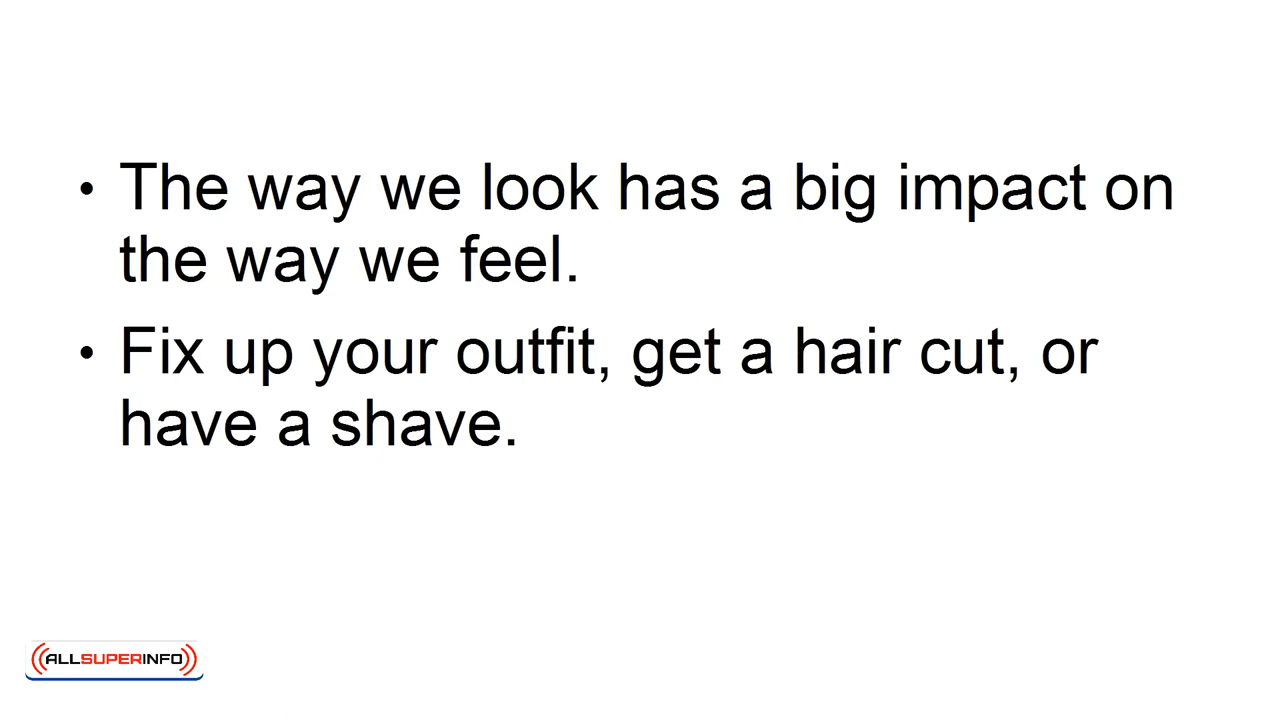 • The way we look has a big impact on
the way we feel.
• Fix up your outfit, get a hair cut, or
have a shave.
ALLSUPERINFO